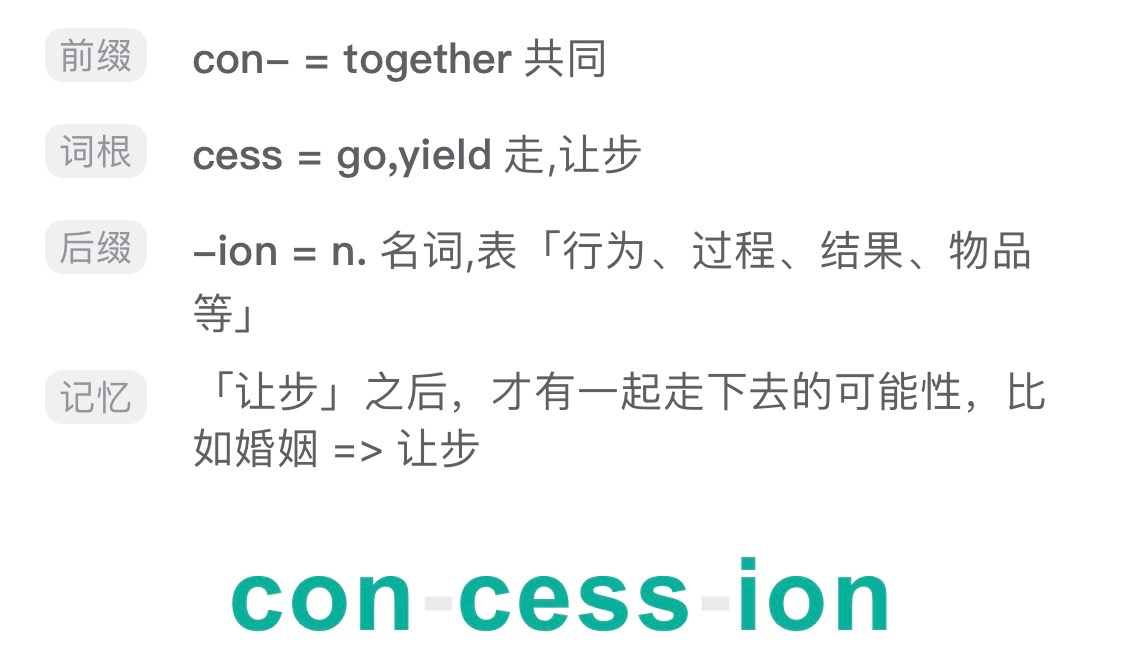 前缀 con– = together 共同
词根 cess = go,yield 走,让步
后缀 –ion = n. 名词,表「行为、过程、结果、物品
等」
记忆 「让步」之后，才有一起走下去的可能性，比
如婚姻 => 让步
con-cess-ion